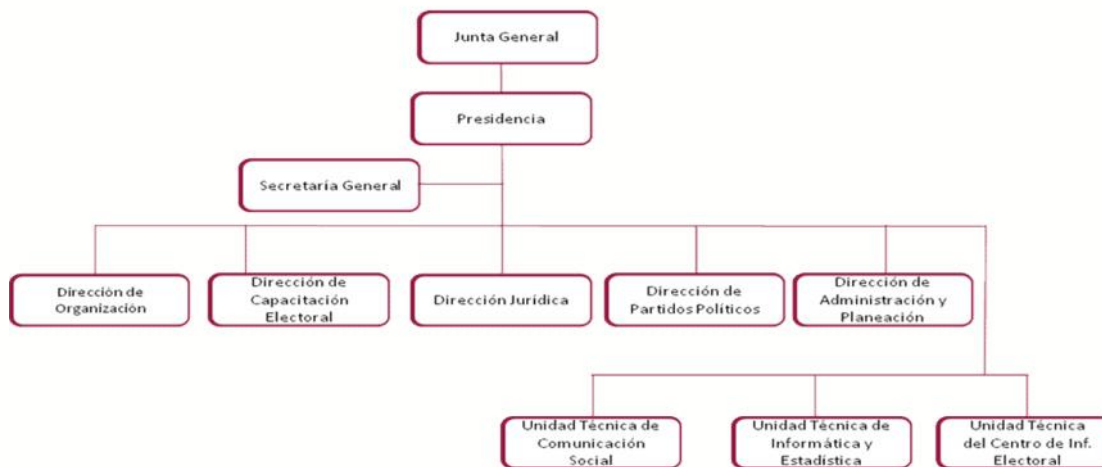 Junta General
Presidencia
Secretaría General
Dirección de
Organización
Dirección de
Capacitación
Electoral
Dirección Jurídica
Dirección de
Partidos Políticos
Dirección de
Administración y
Planeación
Unidad Técnica de
Comunicación
Social
Unidad Técnica de
Informática y
Estadística
Unidad Técnica
del Centro de Inf.
Electoral